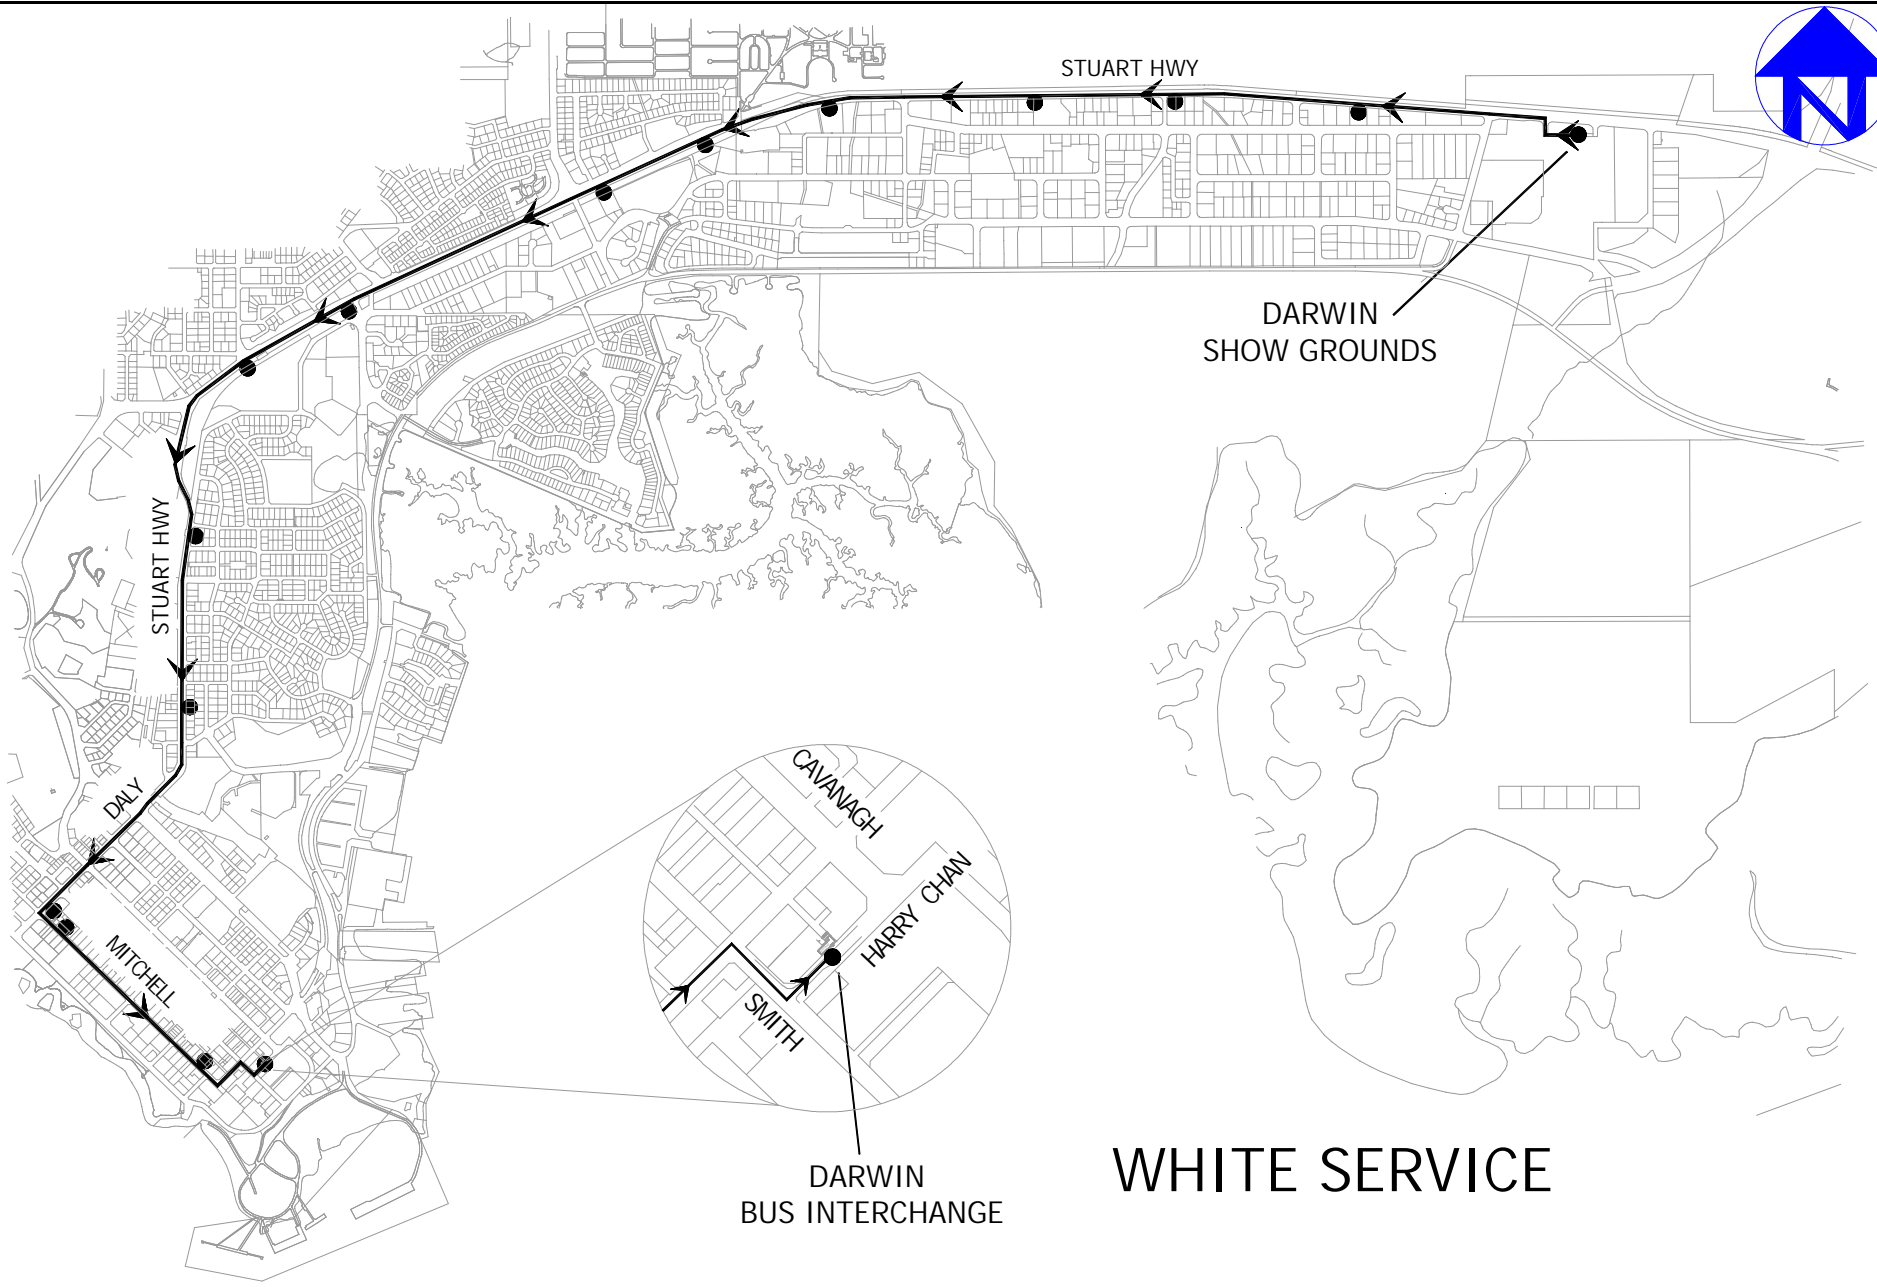 STUART HWY
N
DARWIN
SHOW GROUNDS
STUART HWY
DALY
MITCHELL
CAVANAGH
HARRY CHAN
SMITH
DARWIN
BUS INTERCHANGE
WHITE SERVICE